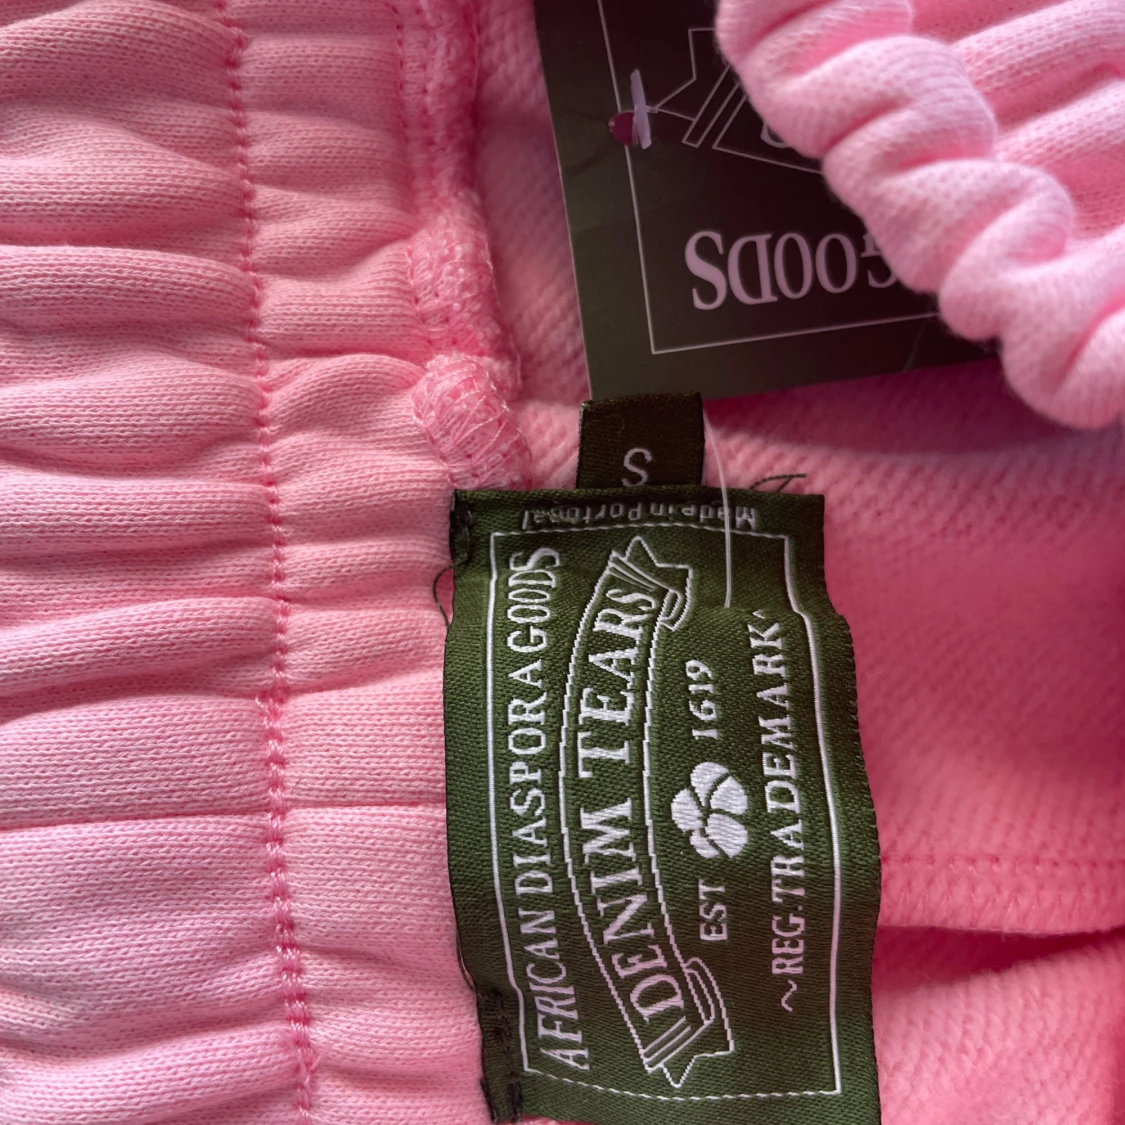 GOODS
S
Made in Portugal
AFRICAN DIASPORA GOODS
DENIM TEARS
EST 1619
~REG.TRADEMARK~